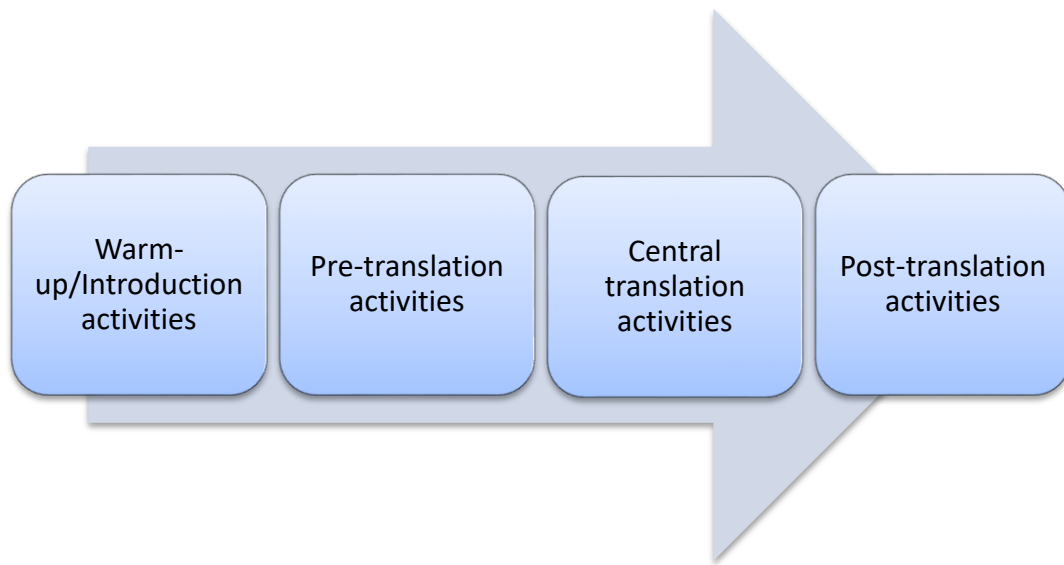 Warm-
up/Introduction
activities
Pre-translation
activities
Central
translation
activities
Post-translation
activities